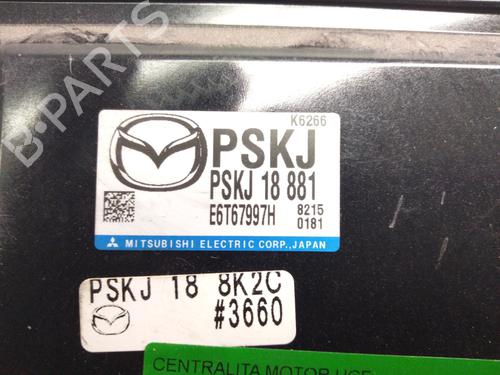 B·PARTS
K6266
PSKJ
PSKJ 18 881
E6T67997H 8215
0181
MITSUBISHI ELECTRIC CORP., JAPAN
PSKJ 18 8K2C
#3660
CENTRALITA MOTOR UCE